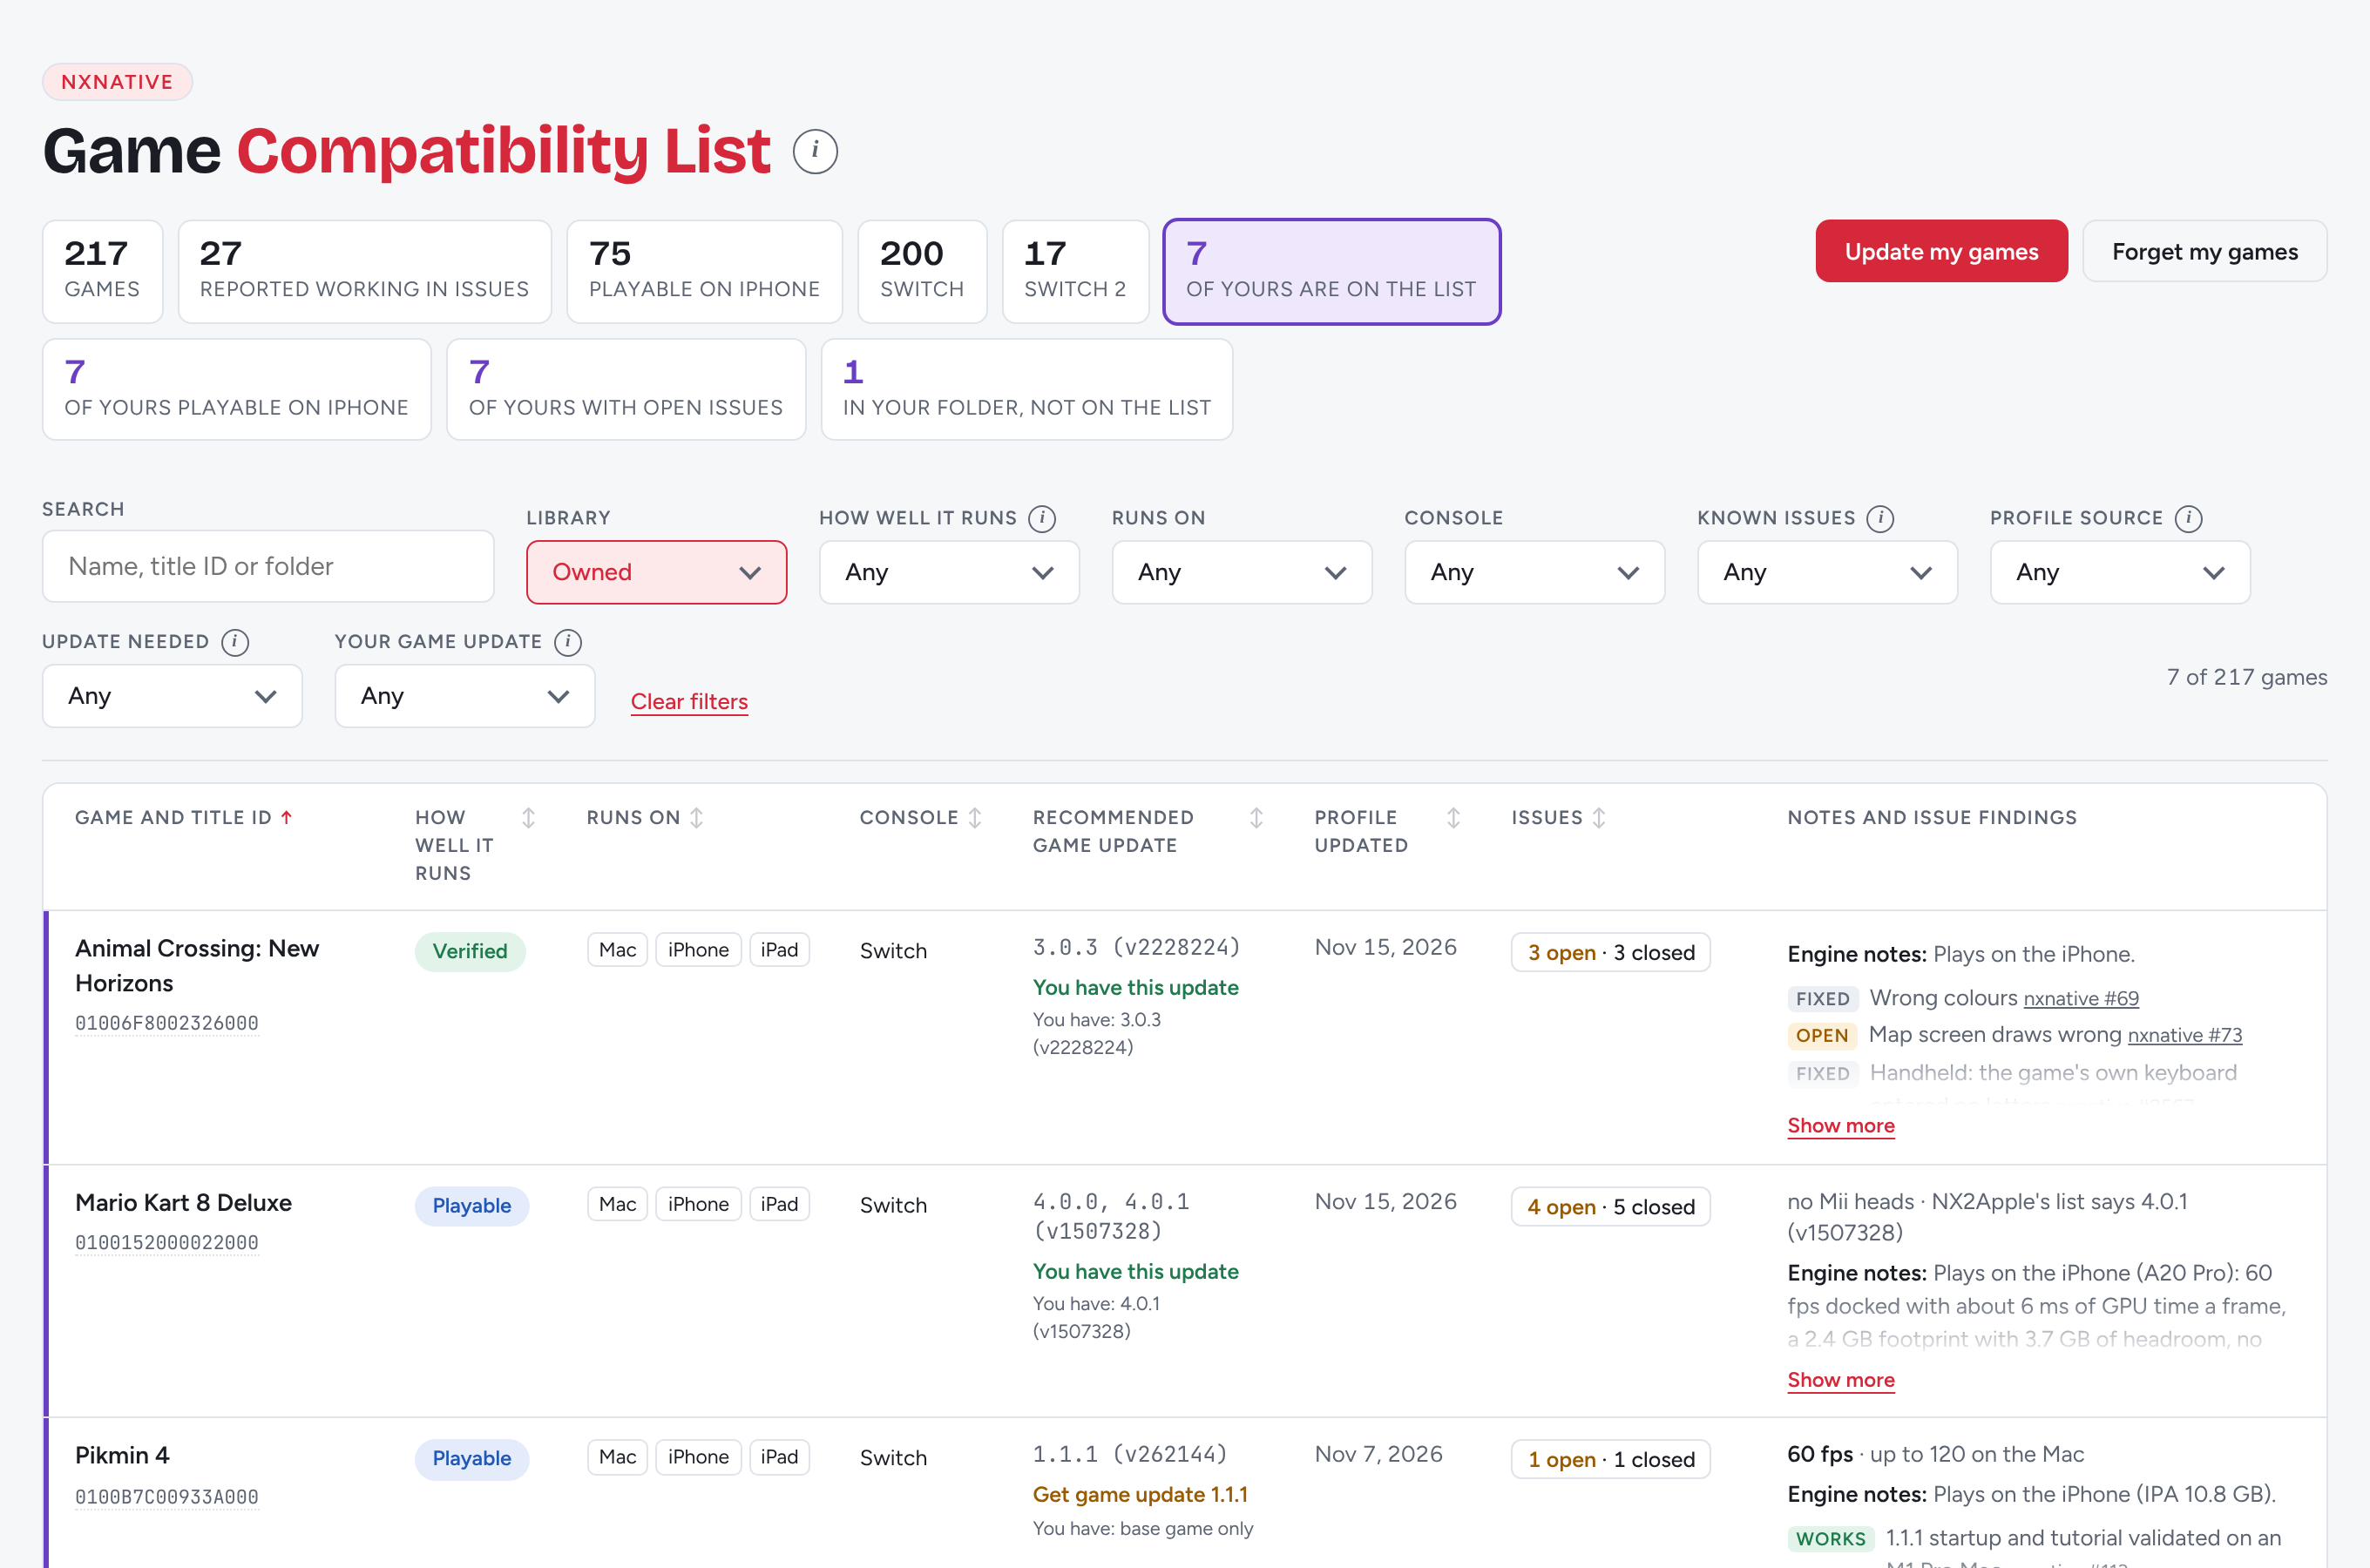 NXNATIVE
Game Compatibility List i
217
GAMES
27
REPORTED WORKING IN ISSUES
75
PLAYABLE ON IPHONE
200
SWITCH
17
SWITCH 2
7
OF YOURS ARE ON THE LIST
Update my games
Forget my games
7
OF YOURS PLAYABLE ON IPHONE
7
OF YOURS WITH OPEN ISSUES
1
IN YOUR FOLDER, NOT ON THE LIST
SEARCH
Name, title ID or folder
LIBRARY
Owned
HOW WELL IT RUNS i
Any
RUNS ON
Any
CONSOLE
Any
KNOWN ISSUES i
Any
PROFILE SOURCE i
Any
UPDATE NEEDED i
Any
YOUR GAME UPDATE i
Any
Clear filters
7 of 217 games
GAME AND TITLE ID ↑
HOW
WELL IT
RUNS
RUNS ON
CONSOLE
RECOMMENDED
GAME UPDATE
PROFILE
UPDATED
ISSUES
NOTES AND ISSUE FINDINGS
Animal Crossing: New
Horizons
01006F8002326000
Verified
Mac iPhone iPad
Switch
3.0.3 (v2228224)
You have this update
You have: 3.0.3
(v2228224)
Nov 15, 2026
3 open · 3 closed
Engine notes: Plays on the iPhone.
FIXED Wrong colours nxnative #69
OPEN Map screen draws wrong nxnative #73
FIXED Handheld: the game's own keyboard
Show more
Mario Kart 8 Deluxe
0100152000022000
Playable
Mac iPhone iPad
Switch
4.0.0, 4.0.1
(v1507328)
You have this update
You have: 4.0.1
(v1507328)
Nov 15, 2026
4 open · 5 closed
no Mii heads · NX2Apple's list says 4.0.1
(v1507328)
Engine notes: Plays on the iPhone (A20 Pro): 60
fps docked with about 6 ms of GPU time a frame,
a 2.4 GB footprint with 3.7 GB of headroom, no
Show more
Pikmin 4
0100B7C00933A000
Playable
Mac iPhone iPad
Switch
1.1.1 (v262144)
Get game update 1.1.1
You have: base game only
Nov 7, 2026
1 open · 1 closed
60 fps · up to 120 on the Mac
Engine notes: Plays on the iPhone (IPA 10.8 GB).
WORKS 1.1.1 startup and tutorial validated on an